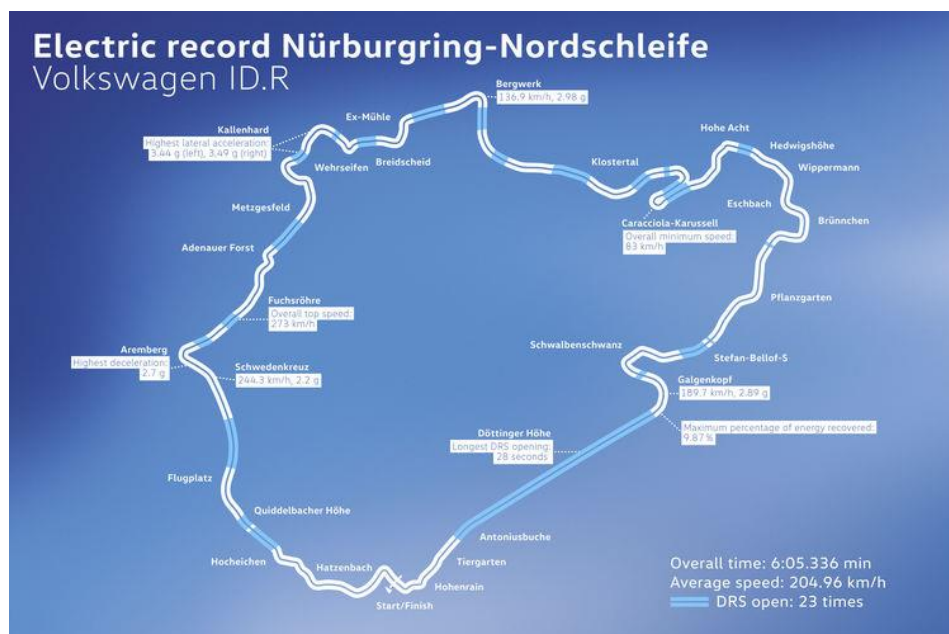 Electric record Nürburgring-Nordschleife
Volkswagen ID.R
Bergwerk
136.9 km/h, 2.98 g
Ex-Mühle
Kallenhard
Highest lateral acceleration:
3.44 g (left), 3.49 g (right)
Wehrseifen
Breidscheid
Hohe Acht
Hedwigshöhe
Wippermann
Klostertal
Eschbach
Brünnchen
Caracciola-Karussell
Overall minimum speed:
83 km/h
Metzgesfeld
Adenauer Forst
Fuchsröhre
Overall top speed:
273 km/h
Pflanzgarten
Aremberg
Highest deceleration:
2.7 g
Schwedenkreuz
244.3 km/h, 2.2 g
Schwalbenschwanz
Stefan-Bellof-S
Galgenkopf
189.7 km/h, 2.89 g
Maximum percentage of energy recovered:
9.87 %
Döttinger Höhe
Longest DRS opening:
28 seconds
Flugplatz
Quiddelbacher Höhe
Antoniusbuche
Hocheichen
Hatzenbach
Tiergarten
Hohenrain
Start/Finish
Overall time: 6:05.336 min
Average speed: 204.96 km/h
DRS open: 23 times